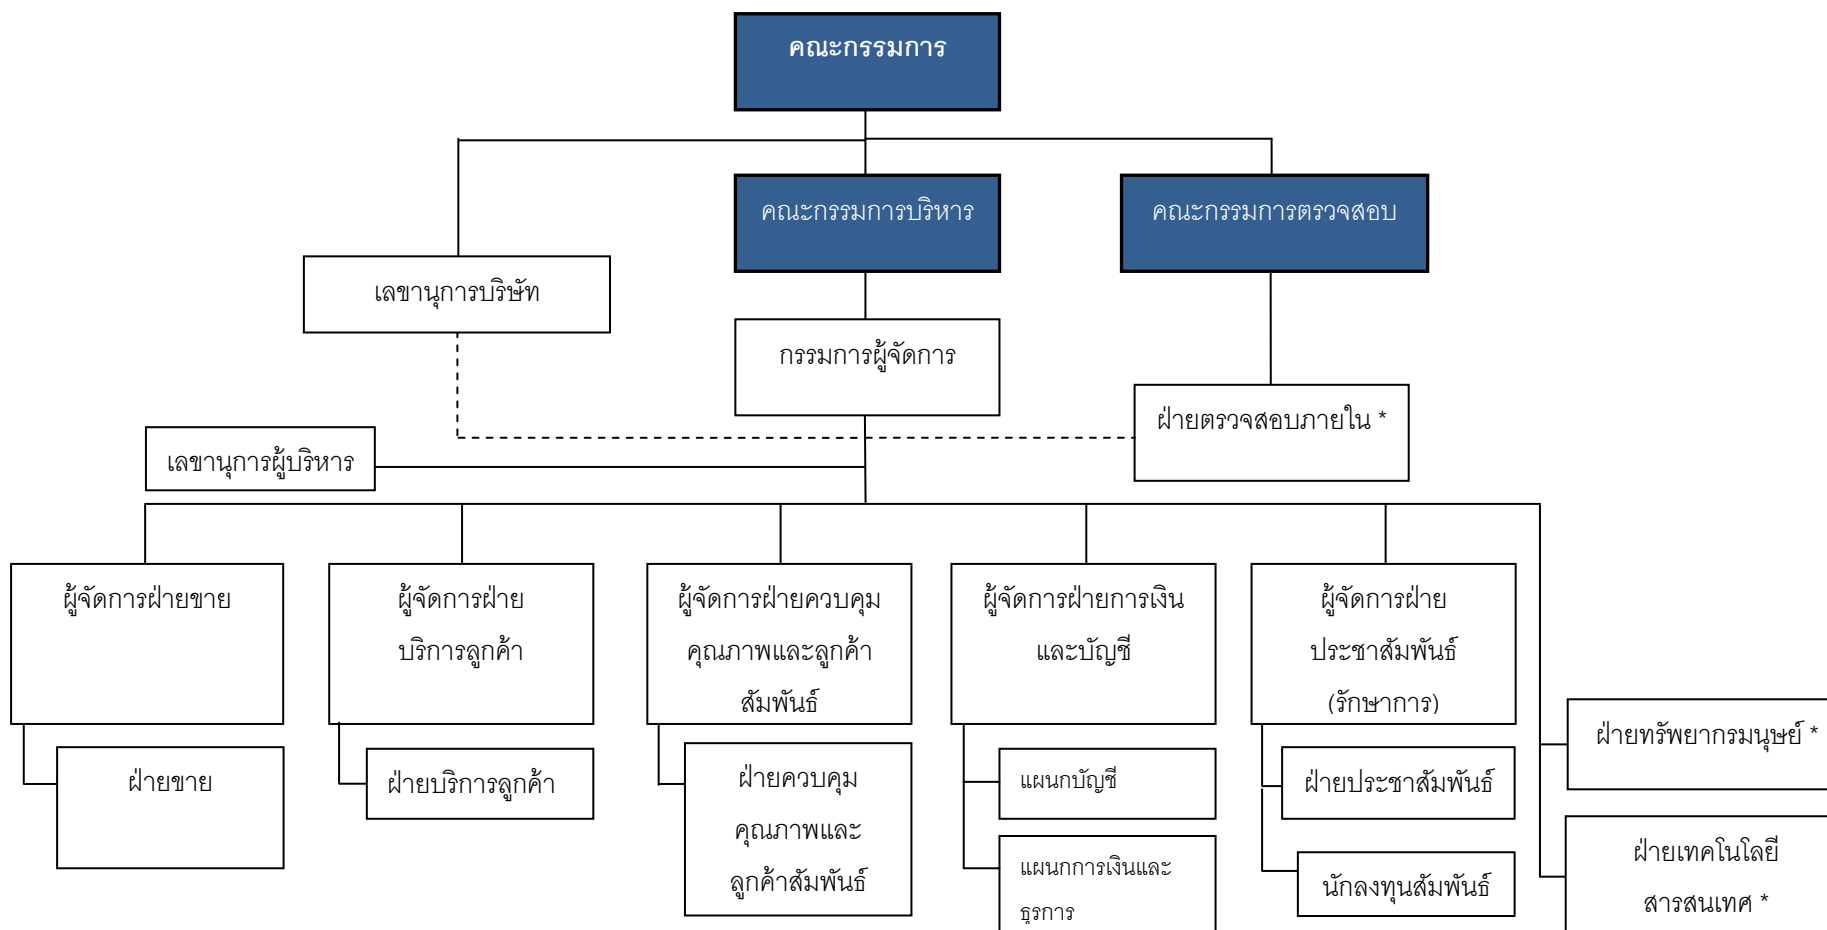 คณะกรรมการ
คณะกรรมการบริหาร
คณะกรรมการตรวจสอบ
เลขานุการบริษัท
กรรมการผู้จัดการ
ฝ่ายตรวจสอบภายใน *
เลขานุการผู้บริหาร
ผู้จัดการฝ่ายขาย
ผู้จัดการฝ่าย
บริการลูกค้า
ผู้จัดการฝ่ายควบคุม
คุณภาพและลูกค้า
สัมพันธ์
ผู้จัดการฝ่ายการเงิน
และบัญชี
ผู้จัดการฝ่าย
ประชาสัมพันธ์
(รักษาการ)
ฝ่ายทรัพยากรมนุษย์ *
ฝ่ายขาย
ฝ่ายบริการลูกค้า
ฝ่ายควบคุม
คุณภาพและ
ลูกค้าสัมพันธ์
แผนกบัญชี
แผนกการเงินและ
ธุรการ
ฝ่ายประชาสัมพันธ์
นักลงทุนสัมพันธ์
ฝ่ายเทคโนโลยี
สารสนเทศ *